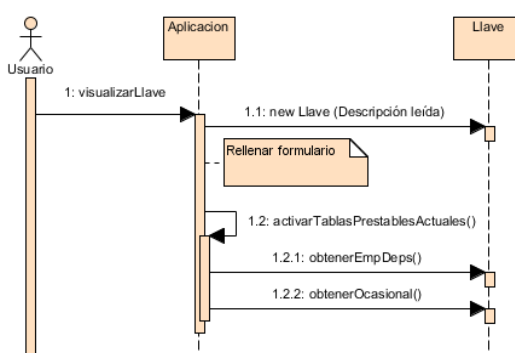 Aplicacion
Llave
Usuario
1: visualizarLlave
1.1: new Llave (Descripción leída)
Rellenar formulario
1.2: activarTablasPrestablesActuales()
1.2.1: obtenerEmpDeps()
1.2.2: obtenerOcasional()